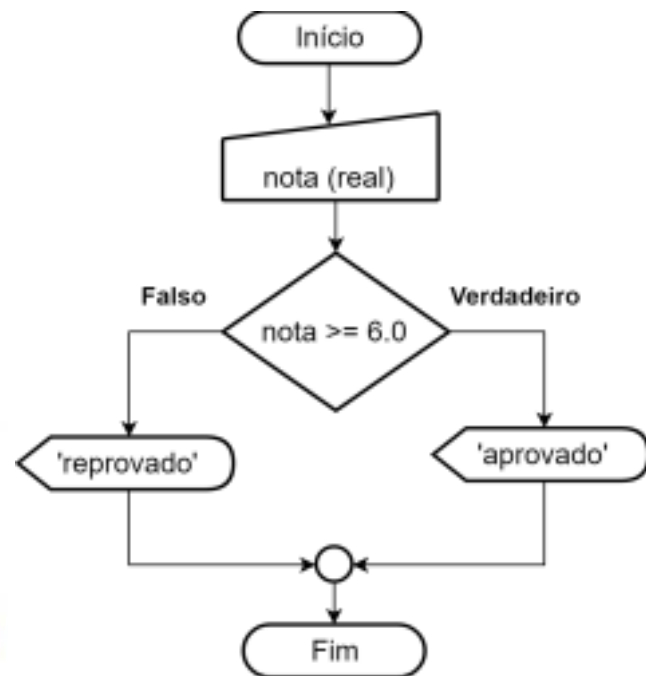 Início
nota (real)
Falso
Verdadeiro
nota >= 6.0
'reprovado'
'aprovado'
Fim